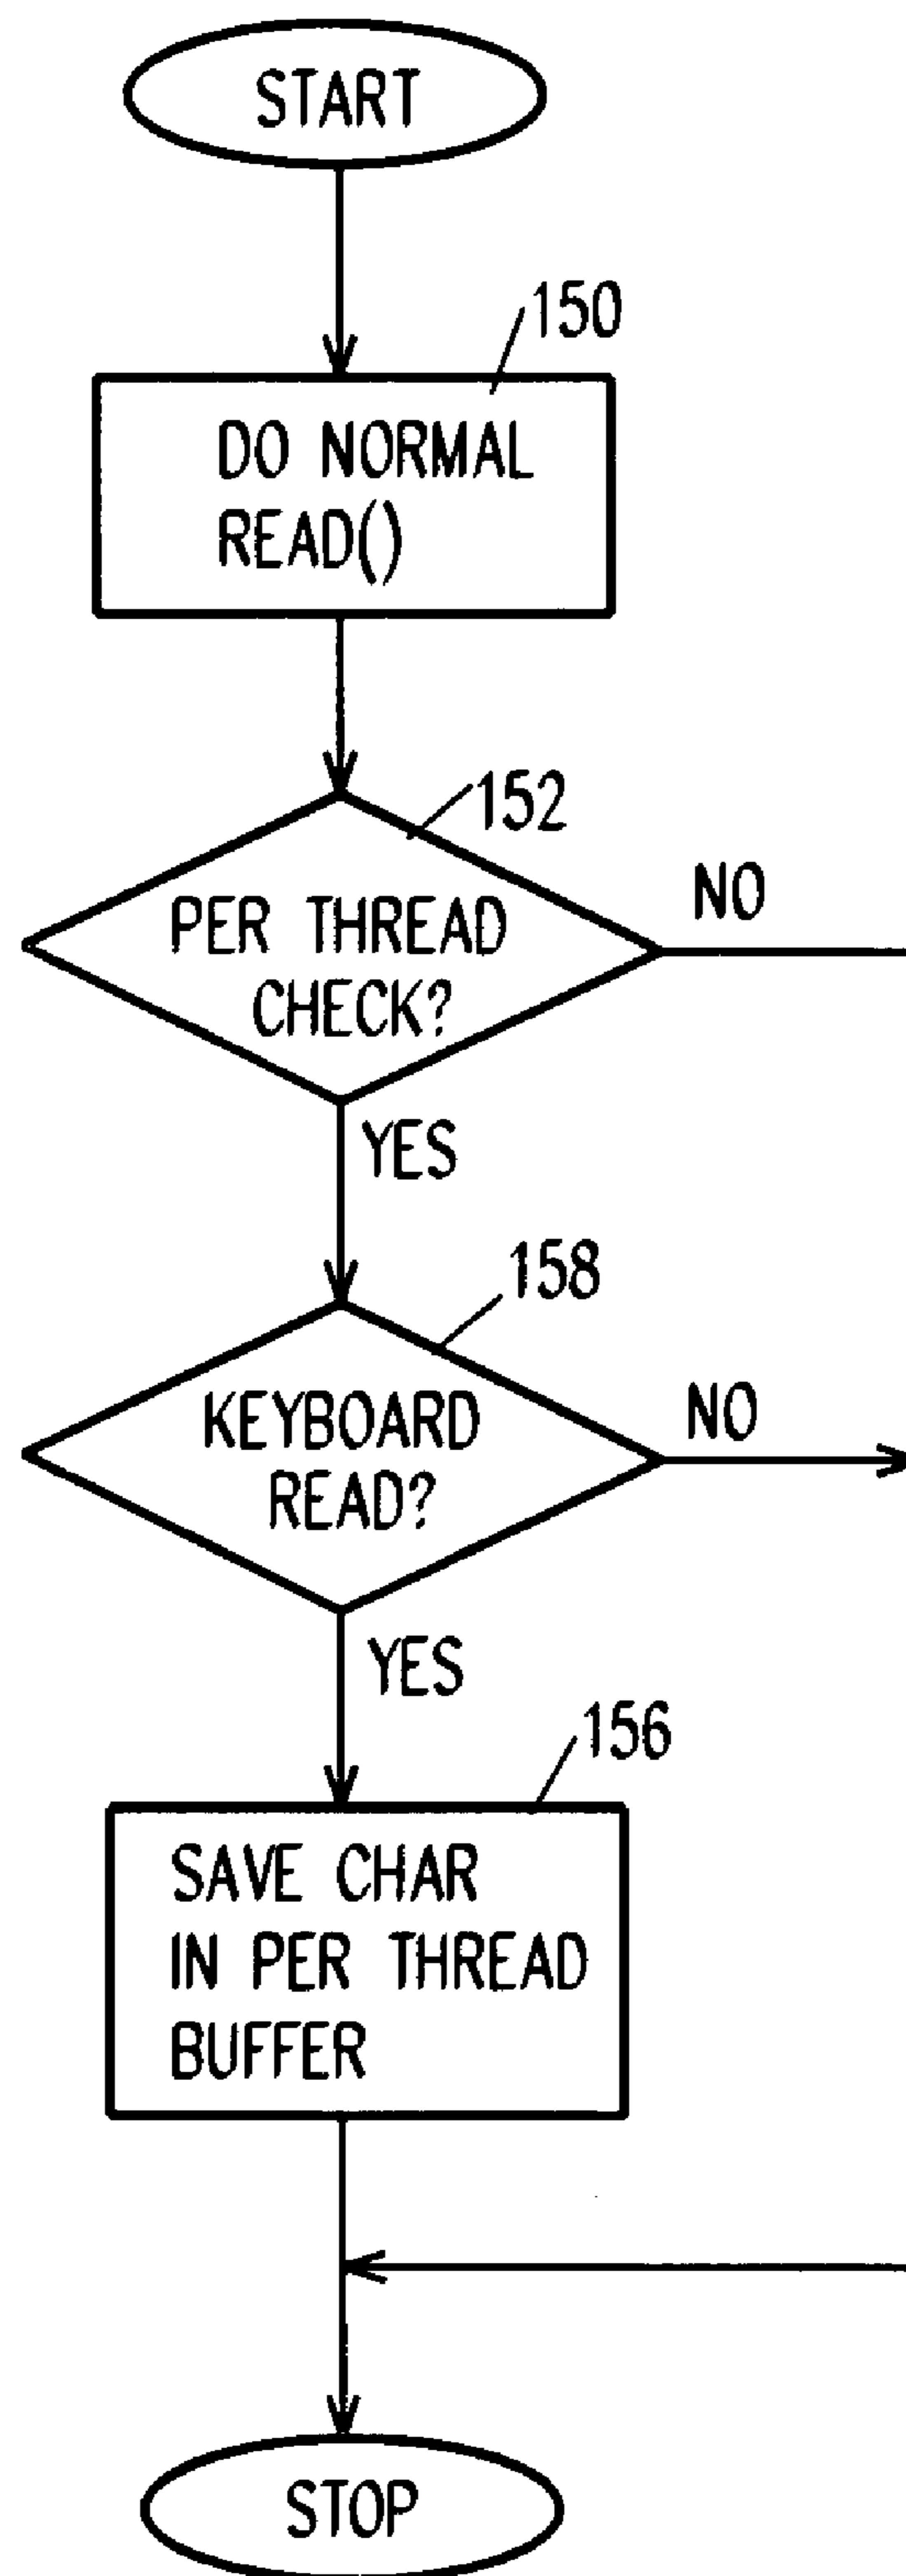 START
150
DO NORMAL
READ()
152
PER THREAD
CHECK?
NO
YES
158
KEYBOARD
READ?
NO
YES
156
SAVE CHAR
IN PER THREAD
BUFFER
STOP